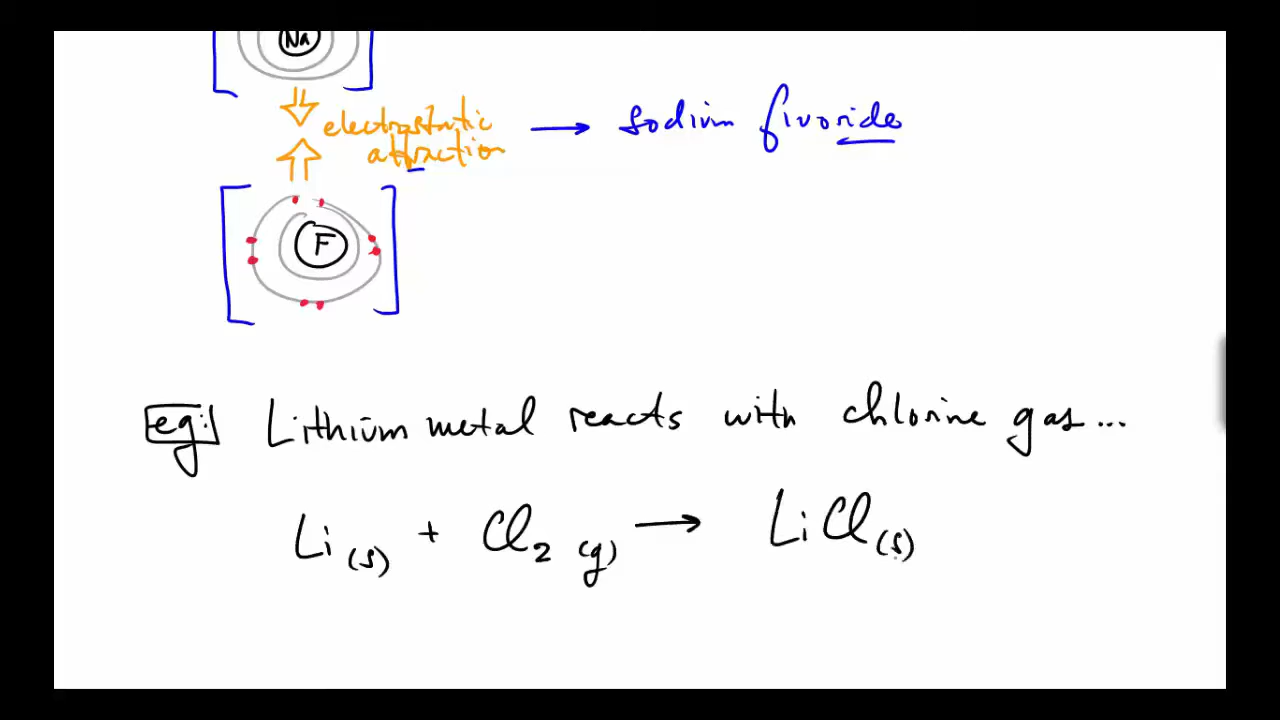 Na
electrostatic
attraction
→ sodium fluoride
F
eg: Lithium metal reacts with chlorine gas...
Li (s) + Cl2 (g) → LiCl (s)